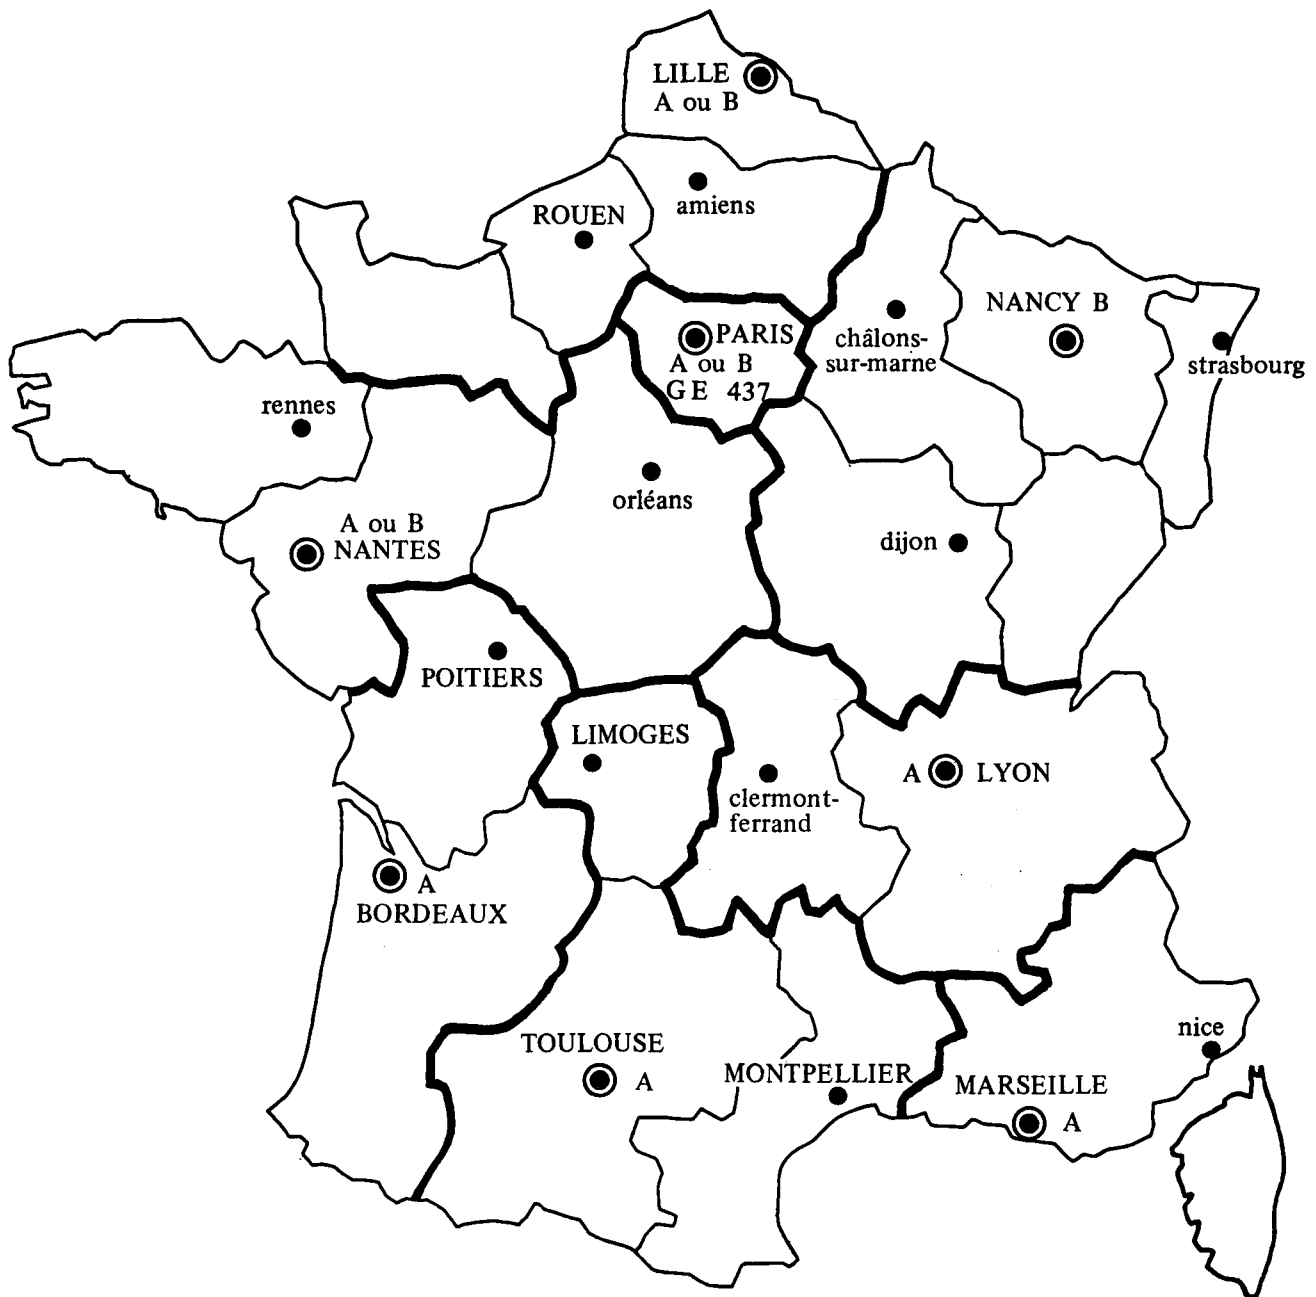 LILLE
A ou B
amiens
ROUEN
PARIS
A ou B
GE 437
châlons-
sur-marne
NANCY B
strasbourg
rennes
orléans
A ou B
NANTES
dijon
POITIERS
LIMOGES
clermont-
ferrand
A LYON
A
BORDEAUX
TOULOUSE
A
MONTPELLIER
nice
MARSEILLE
A